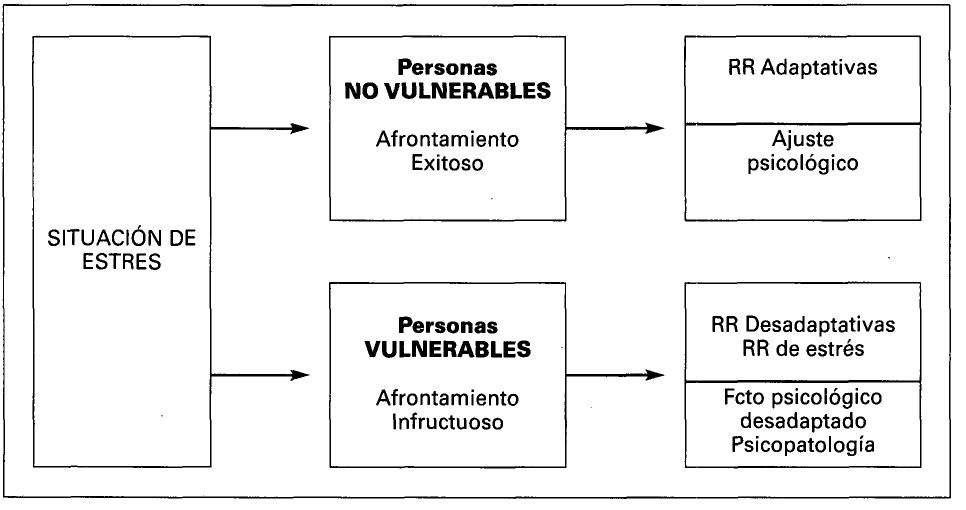 SITUACIÓN DE
ESTRES
Personas
NO VULNERABLES
Afrontamiento
Exitoso
RR Adaptativas
Ajuste
psicológico
Personas
VULNERABLES
Afrontamiento
Infructuoso
RR Desadaptativas
RR de estrés
Fcto psicológico
desadaptado
Psicopatología